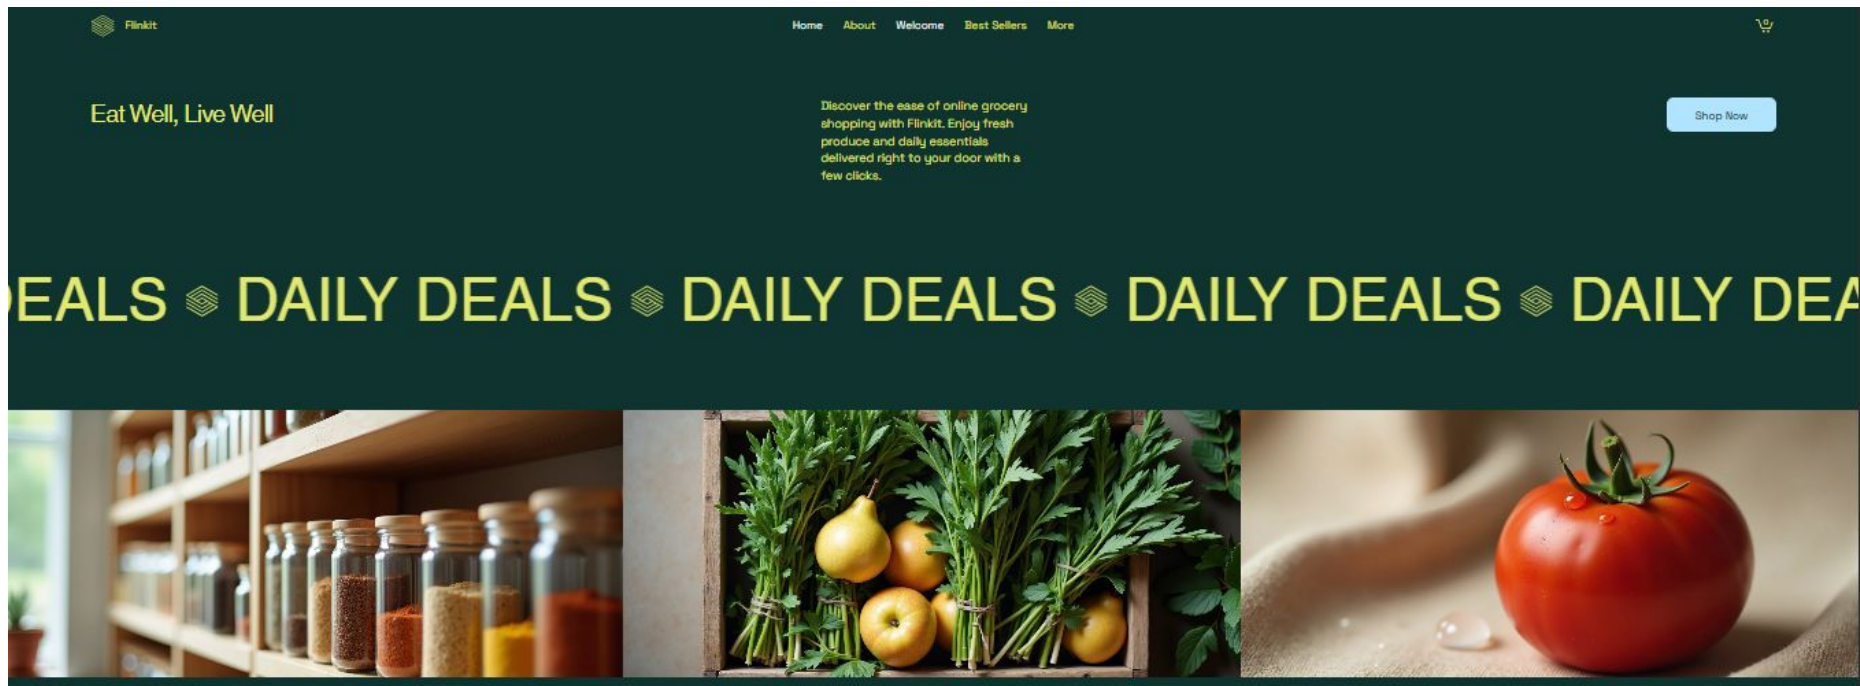 Flinkit
Home About Welcome Best Sellers More
0
Eat Well, Live Well
Discover the ease of online grocery
shopping with Flinkit. Enjoy fresh
produce and daily essentials
delivered right to your door with a
few clicks.
Shop Now
DEALS DAILY DEALS DAILY DEALS DAILY DEALS DAILY DEA